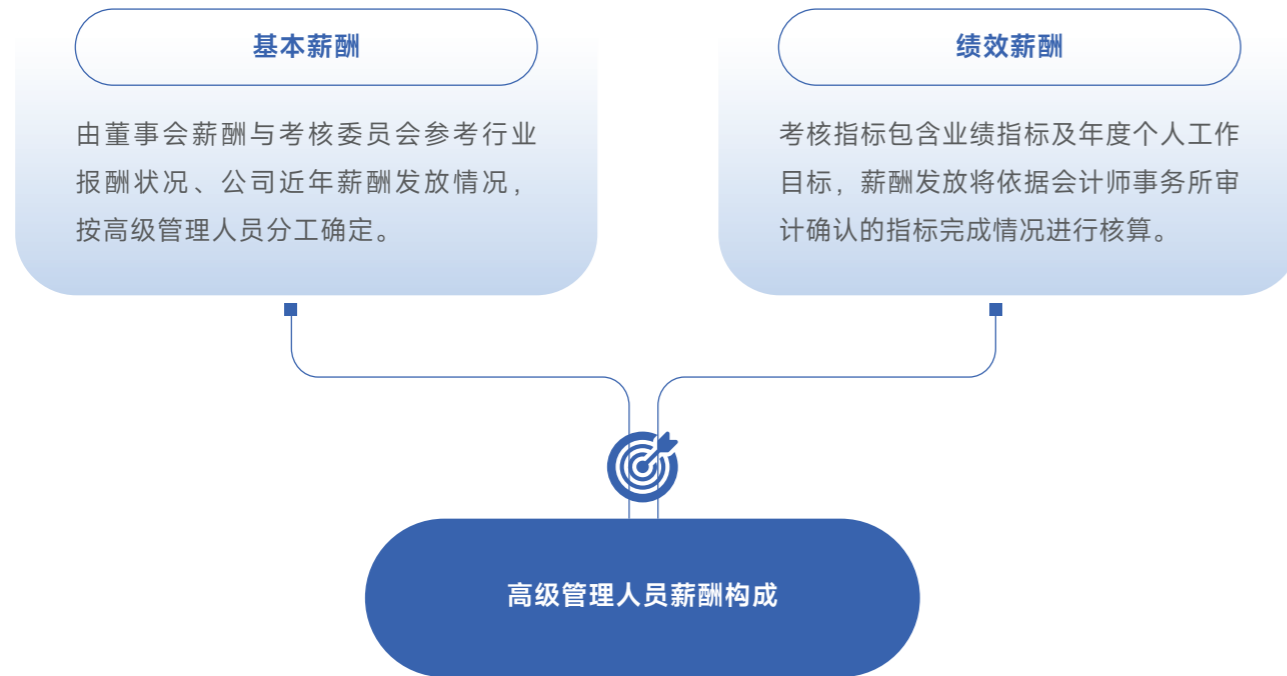 基本薪酬
由董事会薪酬与考核委员会参考行业
报酬状况、公司近年薪酬发放情况，
按高级管理人员分工确定。
绩效薪酬
考核指标包含业绩指标及年度个人工作
目标，薪酬发放将依据会计师事务所审
计确认的指标完成情况进行核算。
高级管理人员薪酬构成